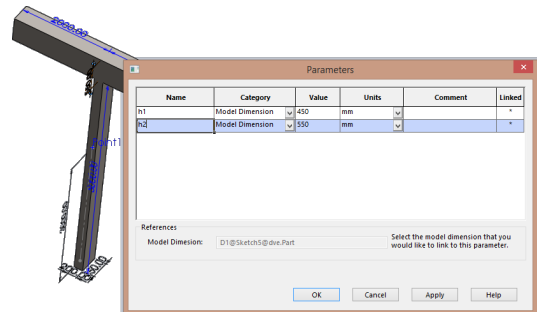 2000.00
Parameters
Name Category Value Units Comment Linked
h1 Model Dimension 450 mm *
h2 Model Dimension 550 mm *
References
Model Dimesion: D1@Sketch5@dve.Part
Select the model dimension that you
would like to link to this parameter.
OK Cancel Apply Help